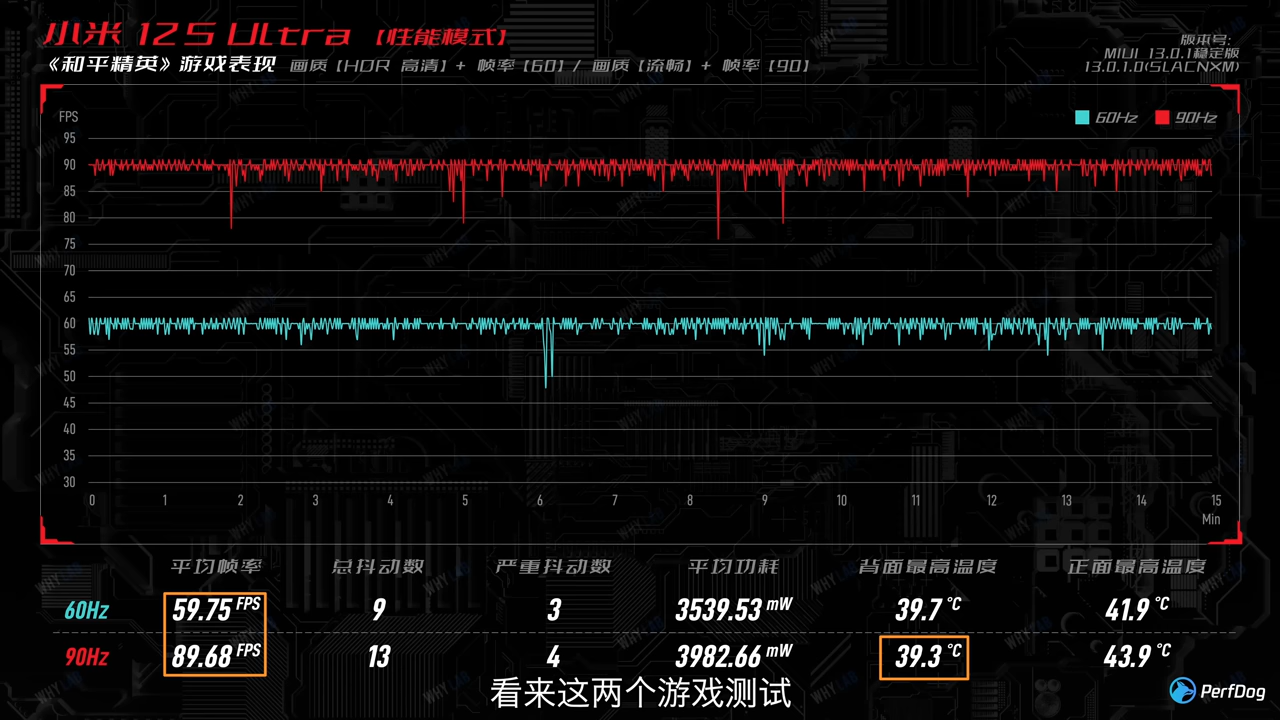 小米 12S Ultra 【性能模式】
《和平精英》游戏表现 画质【HDR 高清】+ 帧率【60】/ 画质【流畅】+ 帧率【90】
版本号:
MIUI 13.0.1稳定版
13.0.1.0(SLACNXM)
FPS
60Hz 90Hz
95
90
85
80
75
70
65
60
55
50
45
40
35
30
0 1 2 3 4 5 6 7 8 9 10 11 12 13 14 15
Min
平均帧率 总抖动数 严重抖动数 平均功耗 背面最高温度 正面最高温度
60Hz 59.75 FPS 9 3 3539.53 mW 39.7 °C 41.9 °C
90Hz 89.68 FPS 13 4 3982.66 mW 39.3 °C 43.9 °C
看来这两个游戏测试
PerfDog
WHYLAB